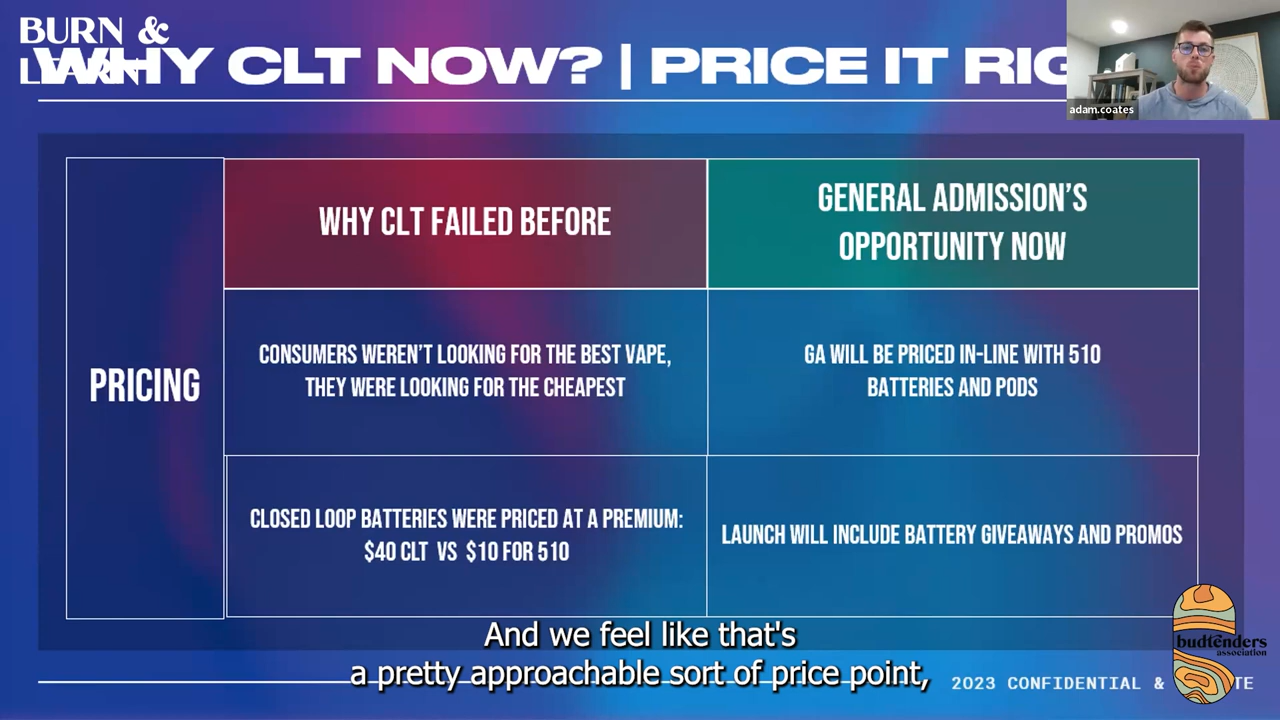 BURN &
LEARN
WHY CLT NOW? | PRICE IT RIG
adam.coates
WHY CLT FAILED BEFORE
GENERAL ADMISSION'S
OPPORTUNITY NOW
PRICING
CONSUMERS WEREN'T LOOKING FOR THE BEST VAPE,
THEY WERE LOOKING FOR THE CHEAPEST
GA WILL BE PRICED IN-LINE WITH 510
BATTERIES AND PODS
CLOSED LOOP BATTERIES WERE PRICED AT A PREMIUM:
$40 CLT VS $10 FOR 510
LAUNCH WILL INCLUDE BATTERY GIVEAWAYS AND PROMOS
And we feel like that's
a pretty approachable sort of price point,
budtenders
association
2023 CONFIDENTIAL & TE